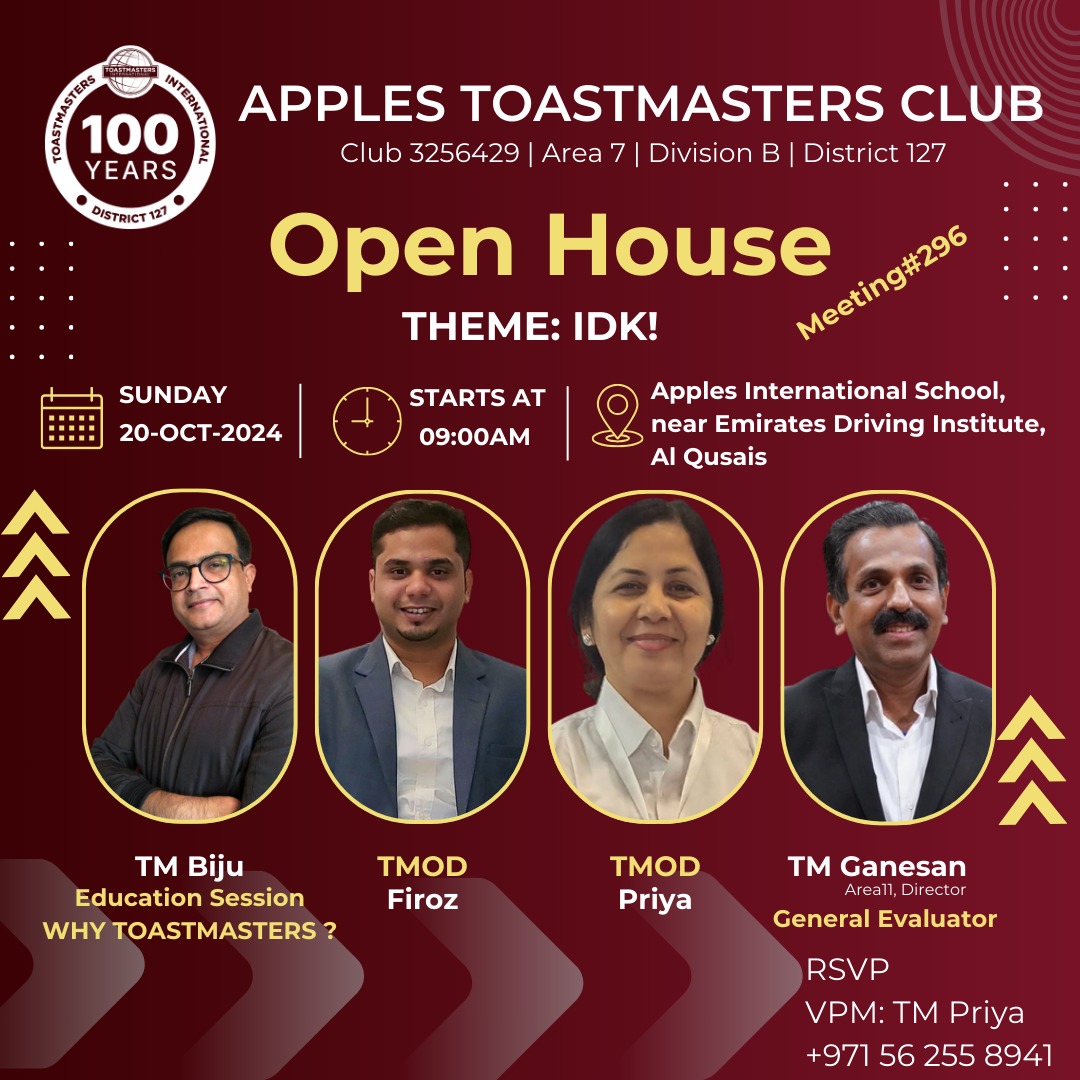 TOASTMASTERS INTERNATIONAL
TOASTMASTERS
INTERNATIONAL
100
YEARS
DISTRICT 127
APPLES TOASTMASTERS CLUB
Club 3256429 | Area 7 | Division B | District 127
Open House
Meeting#296
THEME: IDK!
SUNDAY
20-OCT-2024
STARTS AT
09:00AM
Apples International School,
near Emirates Driving Institute,
Al Qusais
TM Biju
Education Session
WHY TOASTMASTERS ?
TMOD
Firoz
TMOD
Priya
TM Ganesan
Area11, Director
General Evaluator
RSVP
VPM: TM Priya
+971 56 255 8941